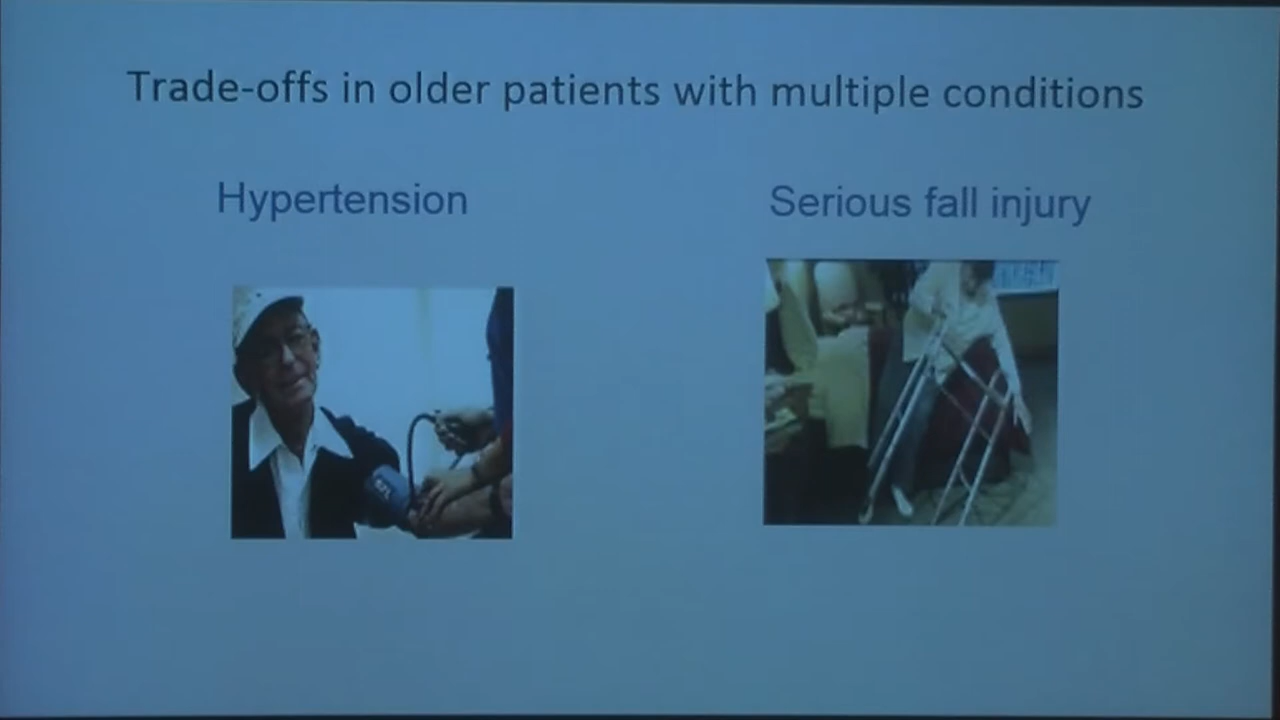 Trade-offs in older patients with multiple conditions
Hypertension
Serious fall injury